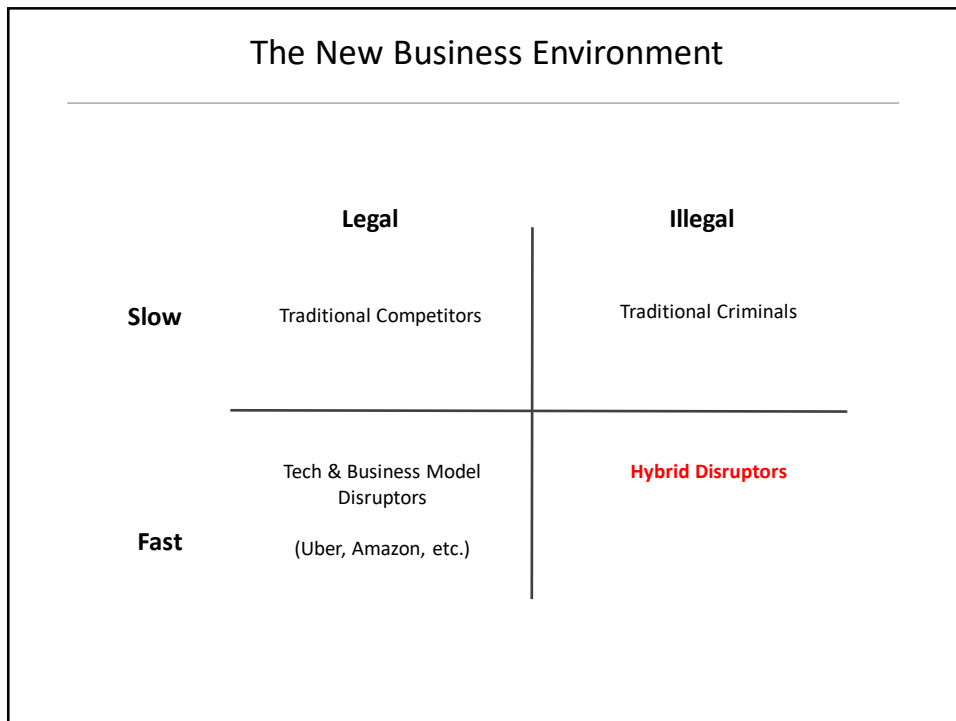 The New Business Environment
Legal
Illegal
Slow
Traditional Competitors
Traditional Criminals
Fast
Tech & Business Model
Disruptors
(Uber, Amazon, etc.)
Hybrid Disruptors